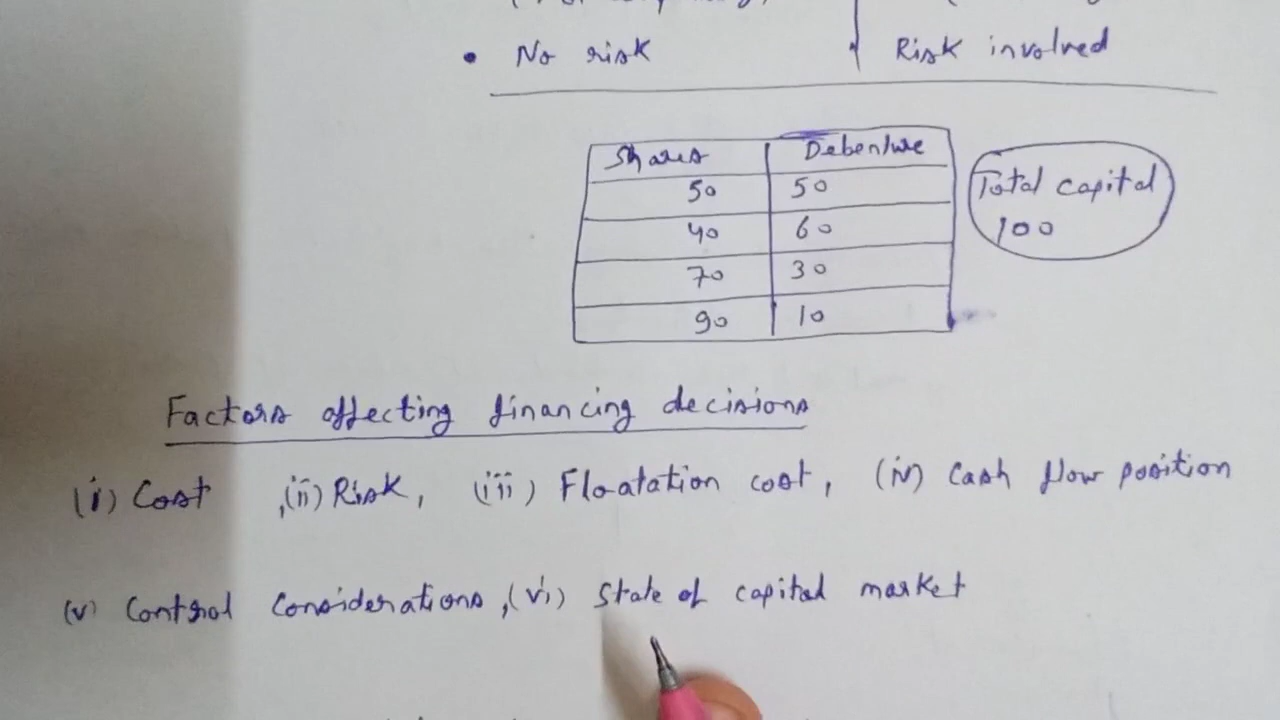 • No risk Risk involved
Shares Debenture
50 50
40 60
70 30
90 10
Total capital
100
Factors affecting financing decisions
(i) Cost ,(ii) Risk, (iii) Floatation cost, (iv) Cash flow position
(v) Control Considerations, (vi) State of capital market